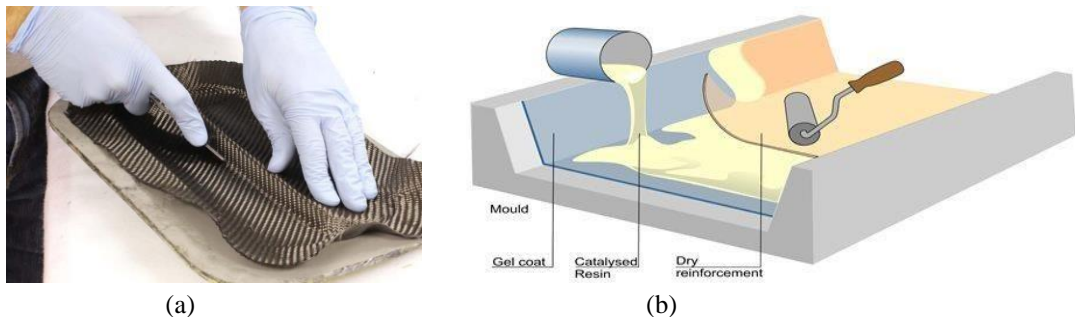 Mould
Gel coat
Catalysed
Resin
Dry
reinforcement
(a)
(b)